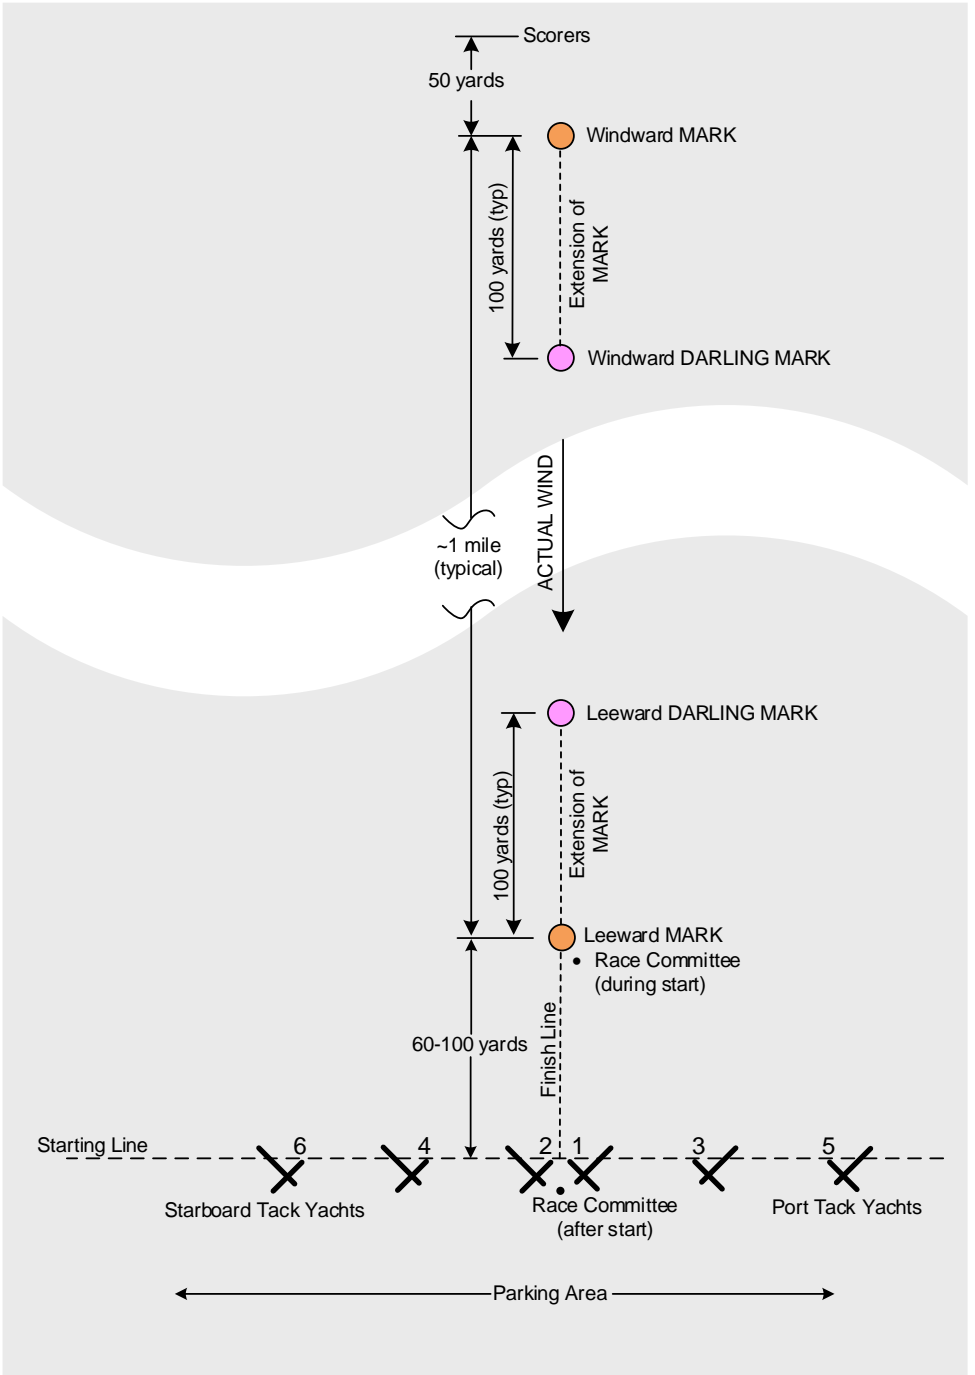 Scorers
50 yards
Windward MARK
100 yards (typ)
Extension of
MARK
Windward DARLING MARK
ACTUAL WIND
~1 mile
(typical)
Leeward DARLING MARK
100 yards (typ)
Extension of
MARK
Leeward MARK
• Race Committee
(during start)
60-100 yards
Finish Line
Starting Line
6 4 2 1 3 5
Starboard Tack Yachts
Race Committee
(after start)
Port Tack Yachts
Parking Area